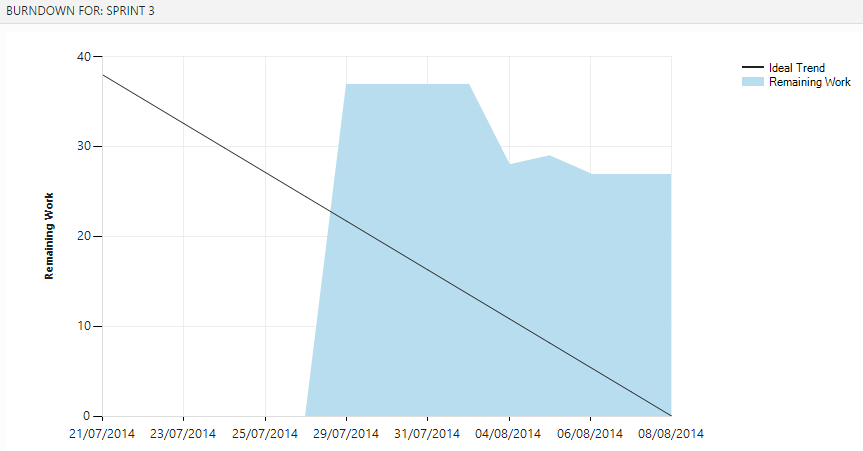 BURNDOWN FOR: SPRINT 3
Ideal Trend
Remaining Work
Remaining Work
40
30
20
10
0
21/07/2014 23/07/2014 25/07/2014 29/07/2014 31/07/2014 04/08/2014 06/08/2014 08/08/2014